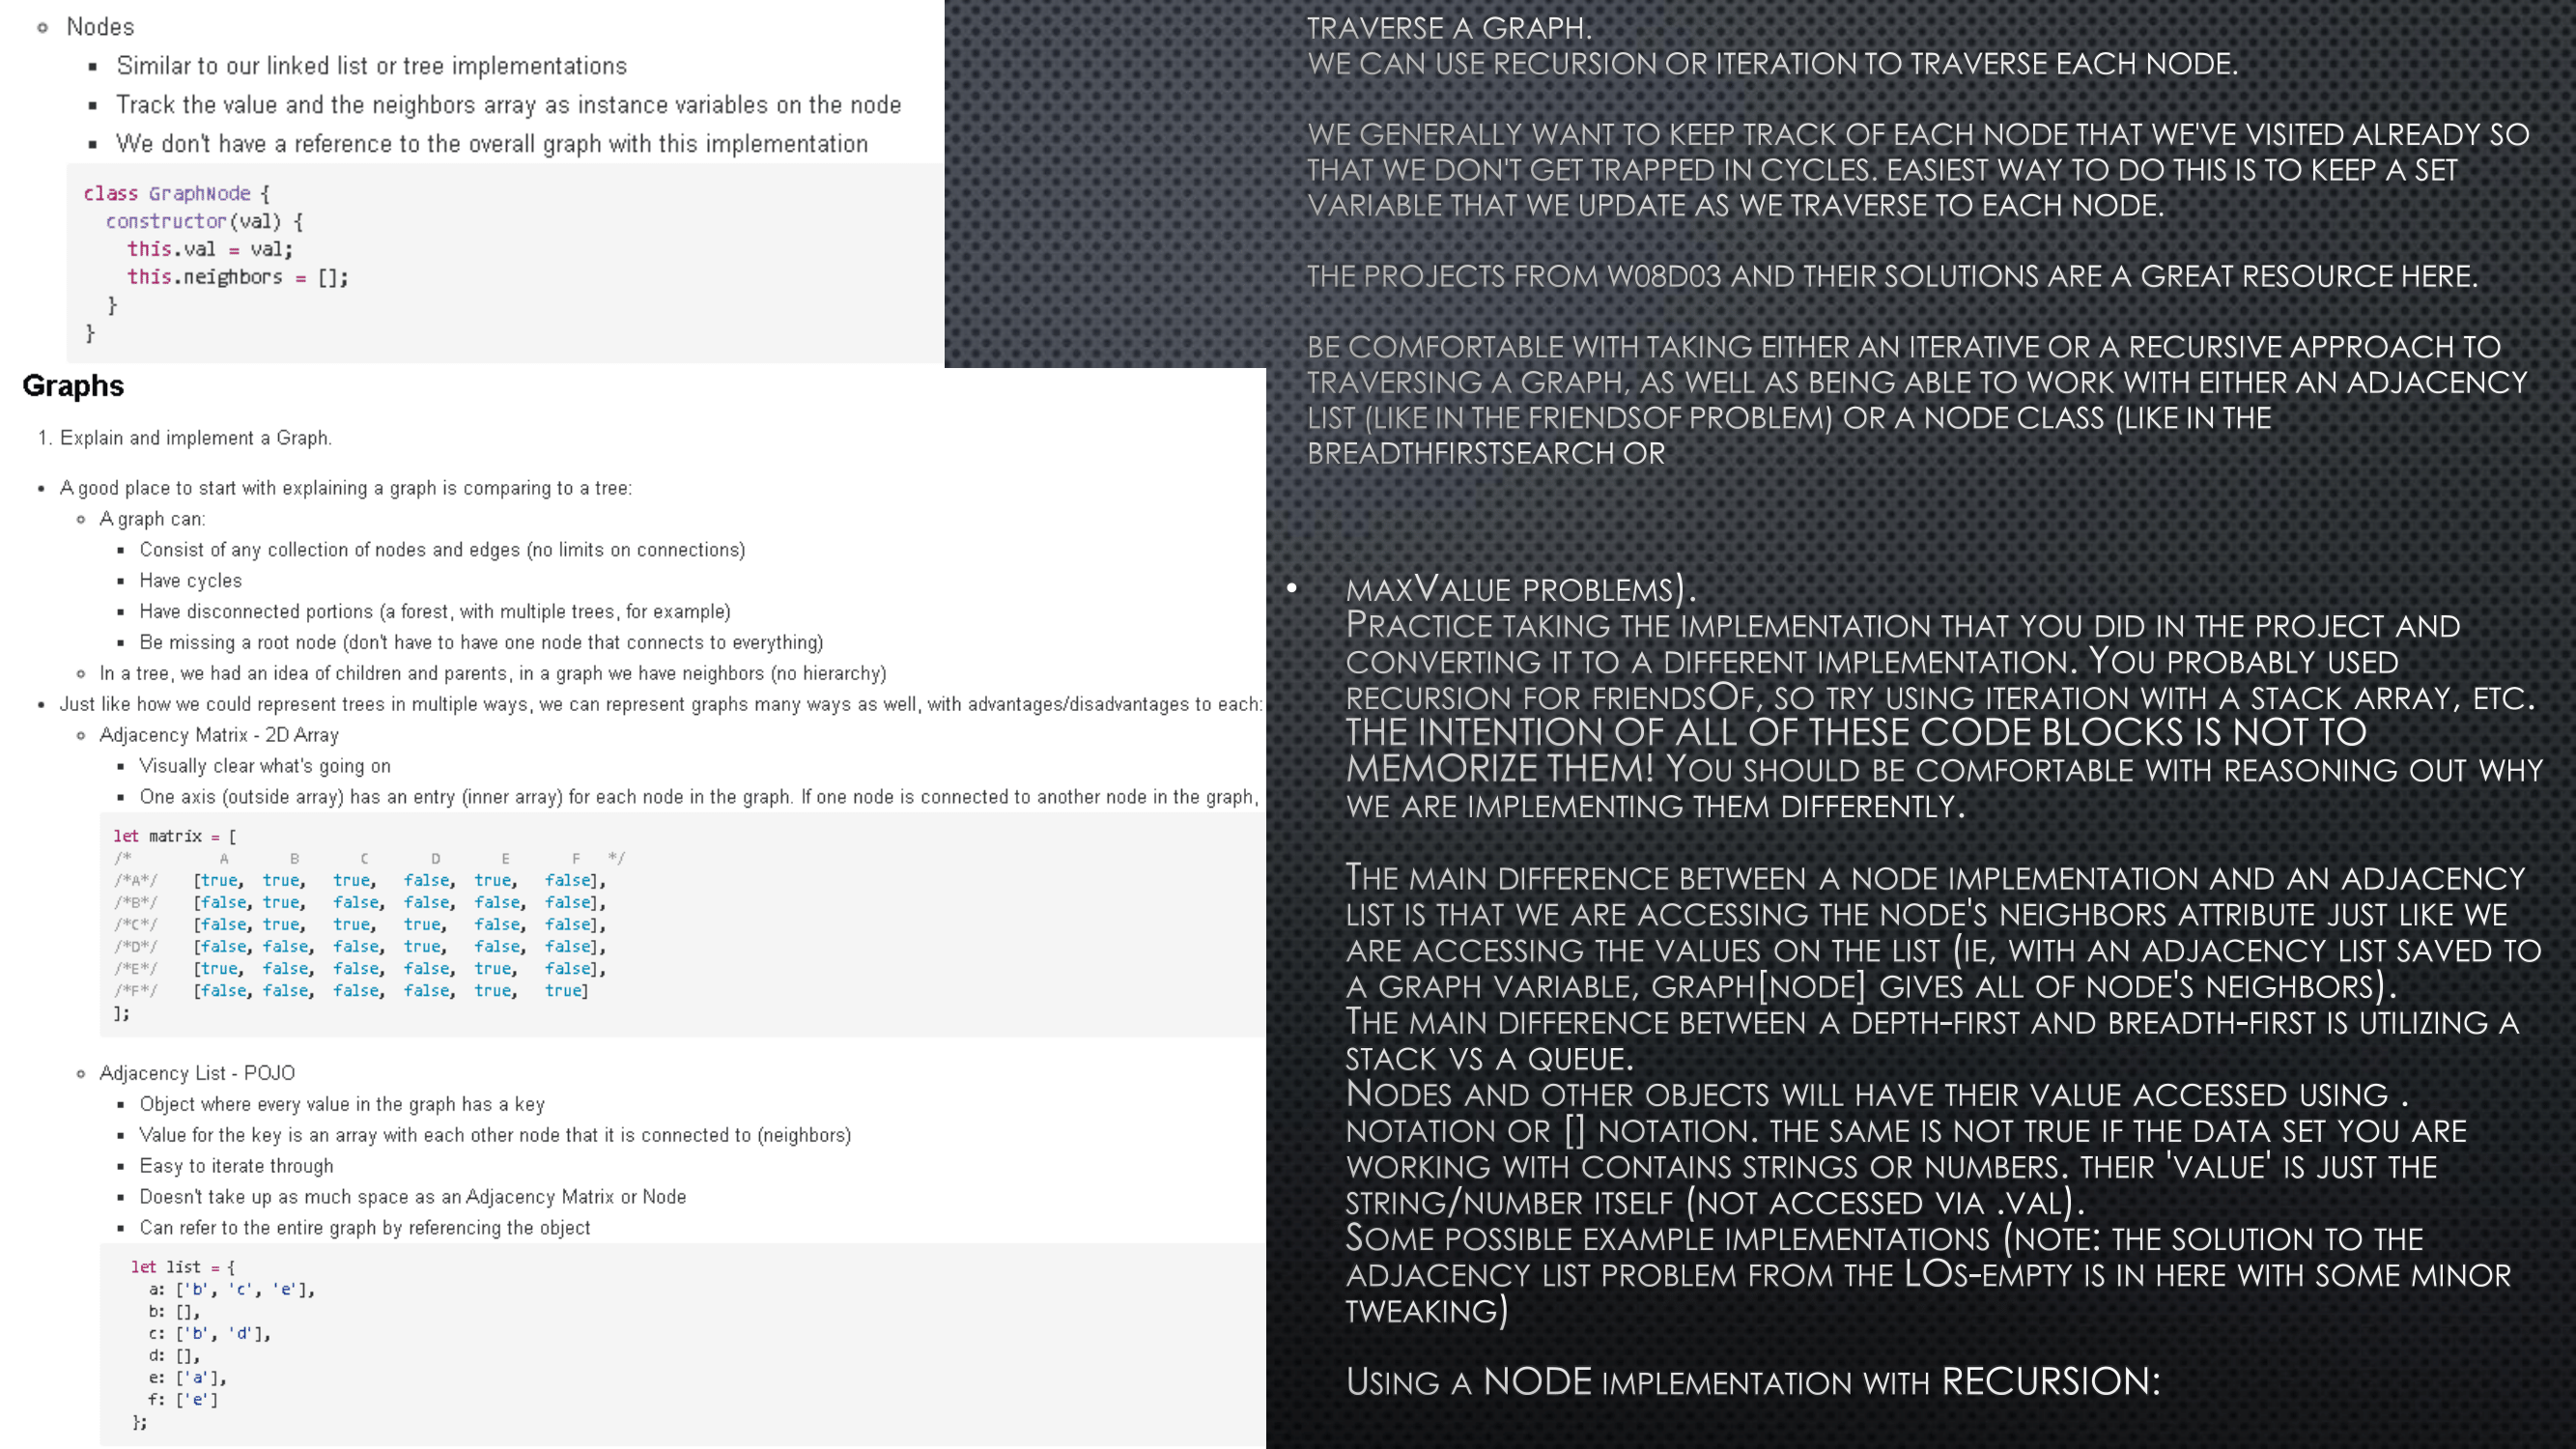 Nodes
Similar to our linked list or tree implementations
Track the value and the neighbors array as instance variables on the node
We don't have a reference to the overall graph with this implementation
class GraphNode {
constructor(val) {
this.val = val;
this.neighbors = [];
}
}
Graphs
1. Explain and implement a Graph.
A good place to start with explaining a graph is comparing to a tree:
A graph can:
Consist of any collection of nodes and edges (no limits on connections)
Have cycles
Have disconnected portions (a forest, with multiple trees, for example)
Be missing a root node (don't have to have one node that connects to everything)
In a tree, we had an idea of children and parents, in a graph we have neighbors (no hierarchy)
Just like how we could represent trees in multiple ways, we can represent graphs many ways as well, with advantages/disadvantages to each:
Adjacency Matrix - 2D Array
Visually clear what's going on
One axis (outside array) has an entry (inner array) for each node in the graph. If one node is connected to another node in the graph,
let matrix = [
/* A B C D E F */
/*A*/ [true, true, true, false, true, false],
/*B*/ [false, true, false, false, false, false],
/*C*/ [false, true, true, true, false, false],
/*D*/ [false, false, false, true, false, false],
/*E*/ [true, false, false, false, true, false],
/*F*/ [false, false, false, false, true, true]
];
Adjacency List - POJO
Object where every value in the graph has a key
Value for the key is an array with each other node that it is connected to (neighbors)
Easy to iterate through
Doesn't take up as much space as an Adjacency Matrix or Node
Can refer to the entire graph by referencing the object
let list = {
a: ['b', 'c', 'e'],
b: [],
c: ['b', 'd'],
d: [],
e: ['a'],
f: ['e']
};
TRAVERSE A GRAPH.
WE CAN USE RECURSION OR ITERATION TO TRAVERSE EACH NODE.
WE GENERALLY WANT TO KEEP TRACK OF EACH NODE THAT WE'VE VISITED ALREADY SO
THAT WE DON'T GET TRAPPED IN CYCLES. EASIEST WAY TO DO THIS IS TO KEEP A SET
VARIABLE THAT WE UPDATE AS WE TRAVERSE TO EACH NODE.
THE PROJECTS FROM W08D03 AND THEIR SOLUTIONS ARE A GREAT RESOURCE HERE.
BE COMFORTABLE WITH TAKING EITHER AN ITERATIVE OR A RECURSIVE APPROACH TO
TRAVERSING A GRAPH, AS WELL AS BEING ABLE TO WORK WITH EITHER AN ADJACENCY
LIST (LIKE IN THE FRIENDSOF PROBLEM) OR A NODE CLASS (LIKE IN THE
BREADTHFIRSTSEARCH OR
• MAXVALUE PROBLEMS).
PRACTICE TAKING THE IMPLEMENTATION THAT YOU DID IN THE PROJECT AND
CONVERTING IT TO A DIFFERENT IMPLEMENTATION. YOU PROBABLY USED
RECURSION FOR FRIENDSOF, SO TRY USING ITERATION WITH A STACK ARRAY, ETC.
THE INTENTION OF ALL OF THESE CODE BLOCKS IS NOT TO
MEMORIZE THEM! YOU SHOULD BE COMFORTABLE WITH REASONING OUT WHY
WE ARE IMPLEMENTING THEM DIFFERENTLY.
THE MAIN DIFFERENCE BETWEEN A NODE IMPLEMENTATION AND AN ADJACENCY
LIST IS THAT WE ARE ACCESSING THE NODE'S NEIGHBORS ATTRIBUTE JUST LIKE WE
ARE ACCESSING THE VALUES ON THE LIST (IE, WITH AN ADJACENCY LIST SAVED TO
A GRAPH VARIABLE, GRAPH[NODE] GIVES ALL OF NODE'S NEIGHBORS).
THE MAIN DIFFERENCE BETWEEN A DEPTH-FIRST AND BREADTH-FIRST IS UTILIZING A
STACK VS A QUEUE.
NODES AND OTHER OBJECTS WILL HAVE THEIR VALUE ACCESSED USING .
NOTATION OR [] NOTATION. THE SAME IS NOT TRUE IF THE DATA SET YOU ARE
WORKING WITH CONTAINS STRINGS OR NUMBERS. THEIR 'VALUE' IS JUST THE
STRING/NUMBER ITSELF (NOT ACCESSED VIA .VAL).
SOME POSSIBLE EXAMPLE IMPLEMENTATIONS (NOTE: THE SOLUTION TO THE
ADJACENCY LIST PROBLEM FROM THE LOS-EMPTY IS IN HERE WITH SOME MINOR
TWEAKING)
USING A NODE IMPLEMENTATION WITH RECURSION: